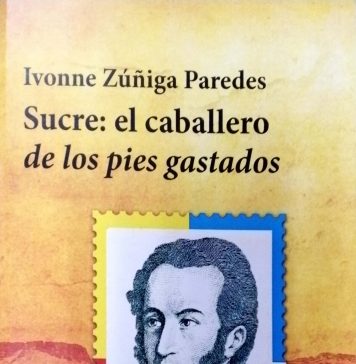 Ivonne Zúñiga Paredes
Sucre: el caballero
de los pies gastados